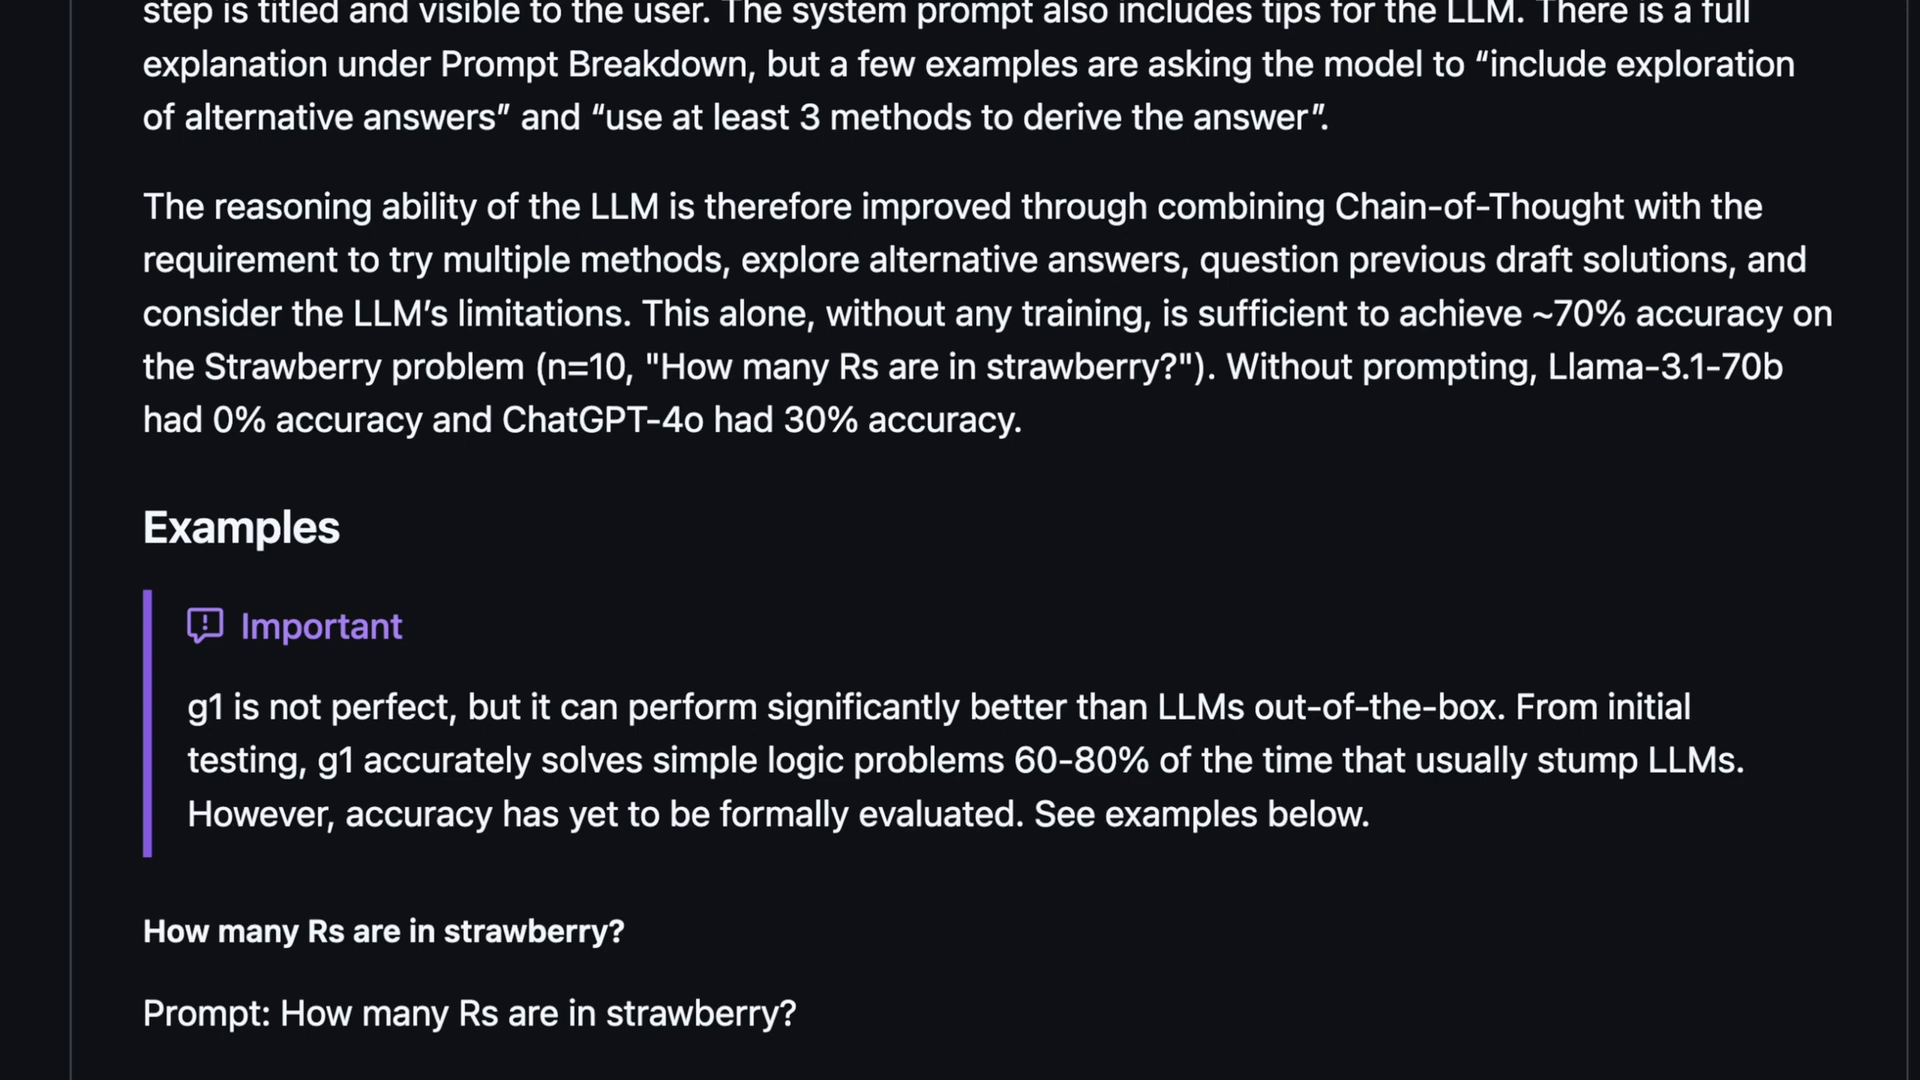 step is titled and visible to the user. The system prompt also includes tips for the LLM. There is a full
explanation under Prompt Breakdown, but a few examples are asking the model to “include exploration
of alternative answers” and “use at least 3 methods to derive the answer”.
The reasoning ability of the LLM is therefore improved through combining Chain-of-Thought with the
requirement to try multiple methods, explore alternative answers, question previous draft solutions, and
consider the LLM’s limitations. This alone, without any training, is sufficient to achieve ~70% accuracy on
the Strawberry problem (n=10, "How many Rs are in strawberry?"). Without prompting, Llama-3.1-70b
had 0% accuracy and ChatGPT-4o had 30% accuracy.
Examples
Important
g1 is not perfect, but it can perform significantly better than LLMs out-of-the-box. From initial
testing, g1 accurately solves simple logic problems 60-80% of the time that usually stump LLMs.
However, accuracy has yet to be formally evaluated. See examples below.
How many Rs are in strawberry?
Prompt: How many Rs are in strawberry?